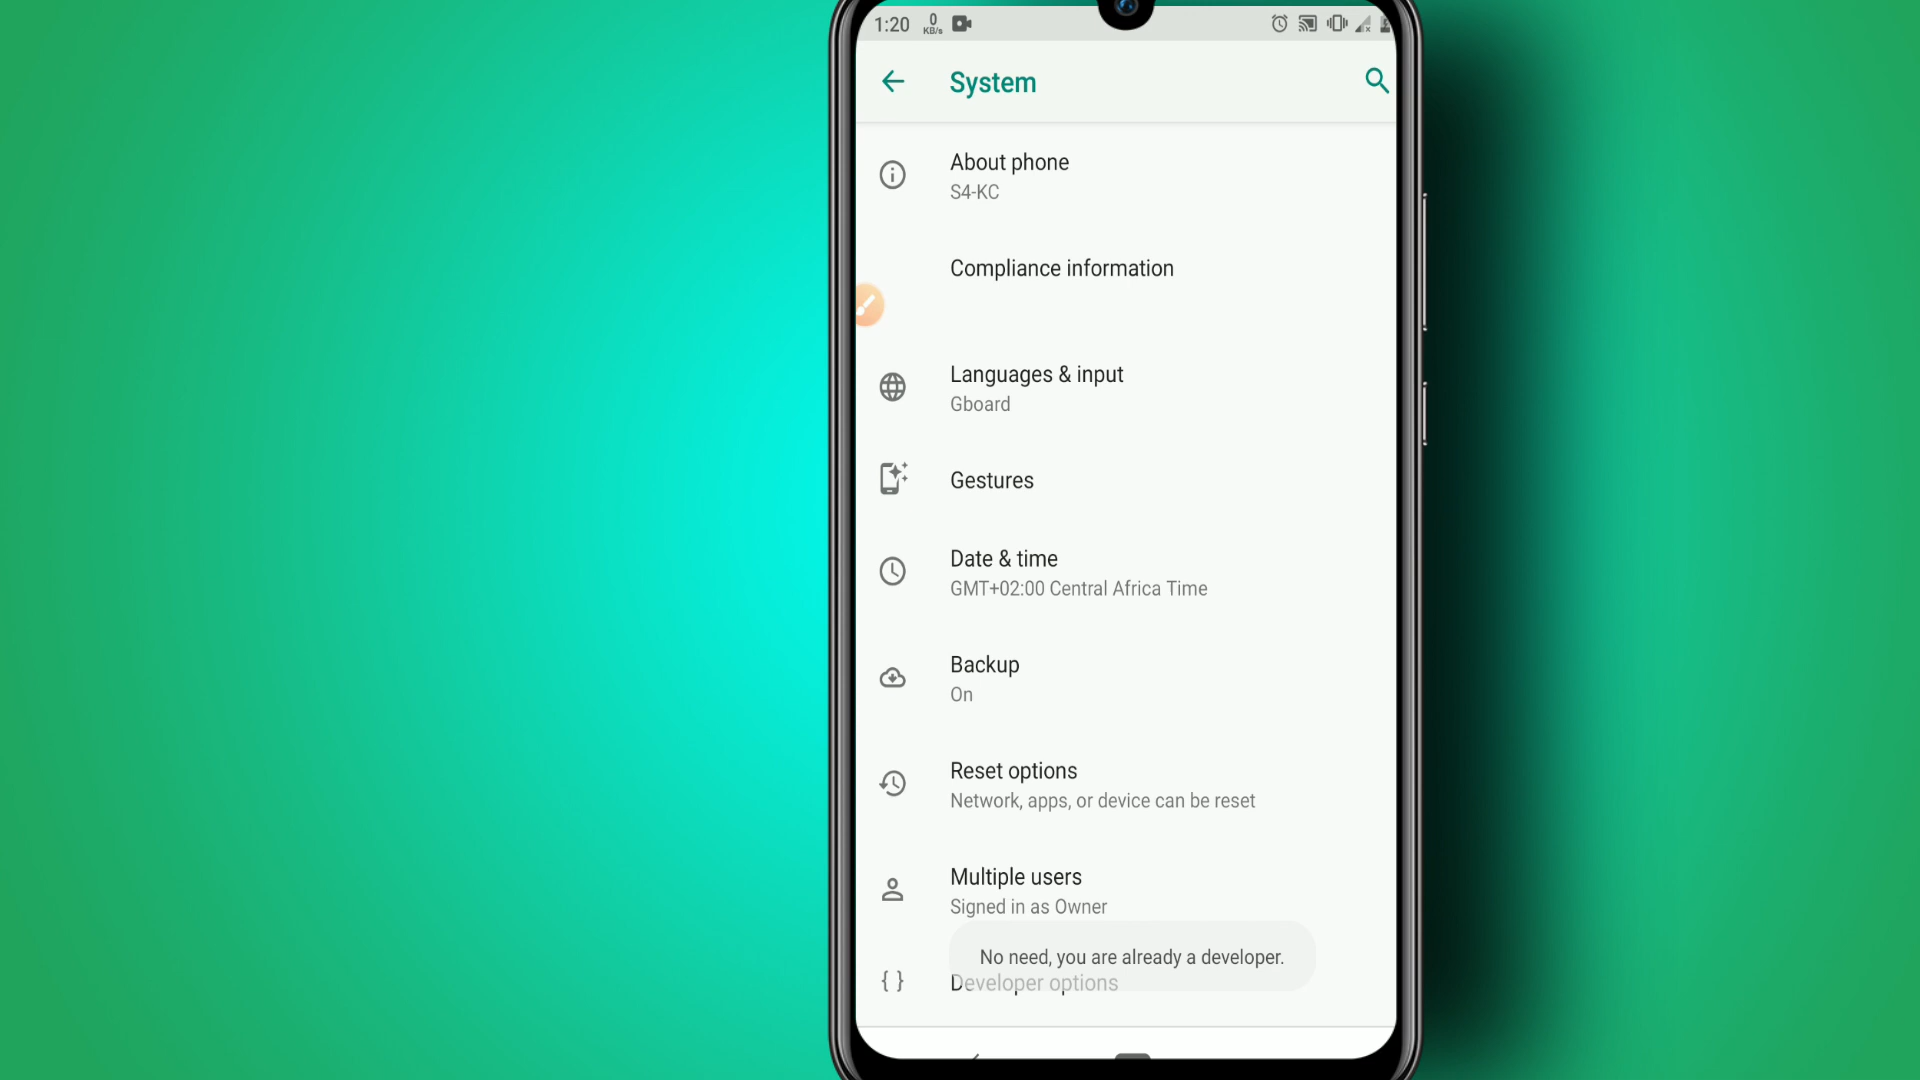 1:20 0 KB/s
System
About phone
S4-KC
Compliance information
Languages & input
Gboard
Gestures
Date & time
GMT+02:00 Central Africa Time
Backup
On
Reset options
Network, apps, or device can be reset
Multiple users
Signed in as Owner
No need, you are already a developer.
Developer options